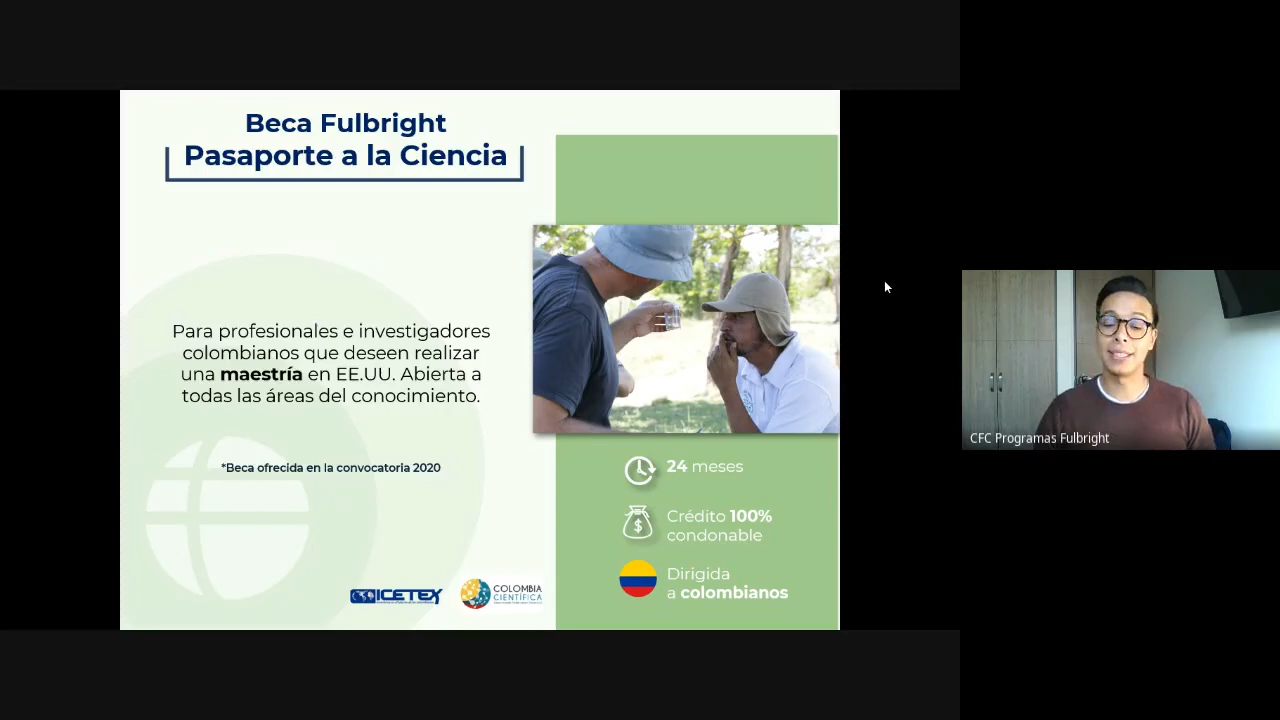 Beca Fulbright
Pasaporte a la Ciencia
Para profesionales e investigadores
colombianos que deseen realizar
una maestría en EE.UU. Abierta a
todas las áreas del conocimiento.
*Beca ofrecida en la convocatoria 2020
ICETEX
COLOMBIA
CIENTÍFICA
24 meses
Crédito 100%
condonable
Dirigida
a colombianos
CFC Programas Fulbright